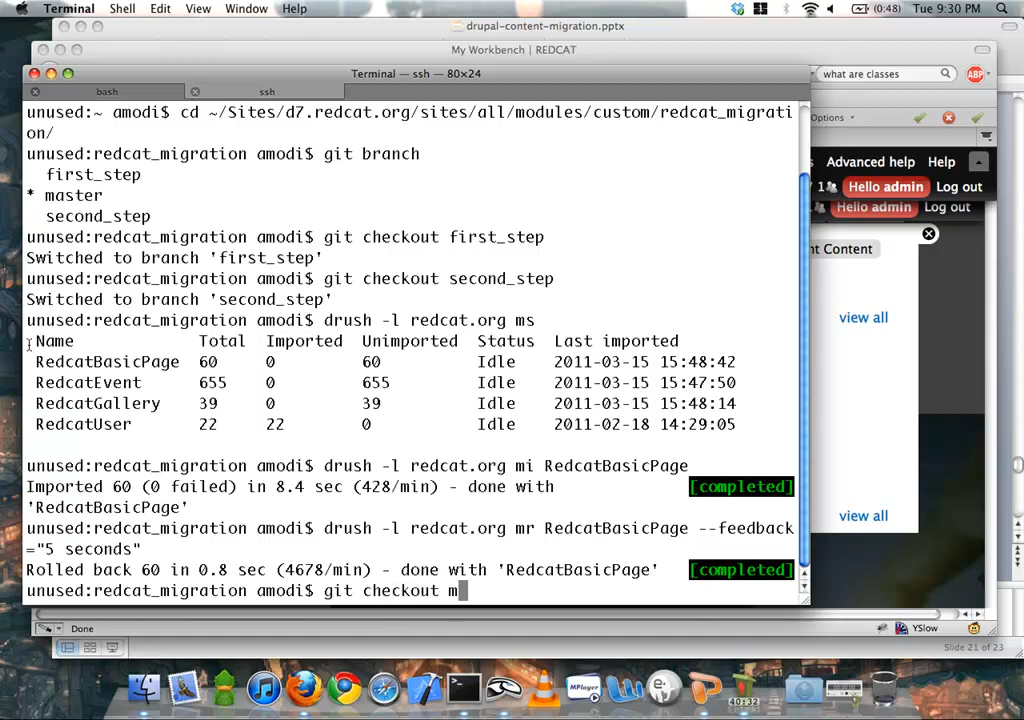 Terminal Shell Edit View Window Help (0:48) Tue 9:30 PM
drupal-content-migration.pptx
My Workbench | REDCAT
Terminal — ssh — 80×24
what are classes
ABP
bash ssh
Options
unused:~ amodi$ cd ~/Sites/d7.redcat.org/sites/all/modules/custom/redcat_migrati
on/
unused:redcat_migration amodi$ git branch
first_step
* master
second_step
unused:redcat_migration amodi$ git checkout first_step
Switched to branch 'first_step'
unused:redcat_migration amodi$ git checkout second_step
Switched to branch 'second_step'
unused:redcat_migration amodi$ drush -l redcat.org ms
Name Total Imported Unimported Status Last imported
RedcatBasicPage 60 0 60 Idle 2011-03-15 15:48:42
RedcatEvent 655 0 655 Idle 2011-03-15 15:47:50
RedcatGallery 39 0 39 Idle 2011-03-15 15:48:14
RedcatUser 22 22 0 Idle 2011-02-18 14:29:05
unused:redcat_migration amodi$ drush -l redcat.org mi RedcatBasicPage
Imported 60 (0 failed) in 8.4 sec (428/min) - done with [completed]
'RedcatBasicPage'
unused:redcat_migration amodi$ drush -l redcat.org mr RedcatBasicPage --feedback
="5 seconds"
Rolled back 60 in 0.8 sec (4678/min) - done with 'RedcatBasicPage' [completed]
unused:redcat_migration amodi$ git checkout m
Advanced help Help
1 Hello admin Log out
Hello admin Log out
nt Content
view all
view all
Done YSlow
Slide 21 of 23
MPlayer
40:32